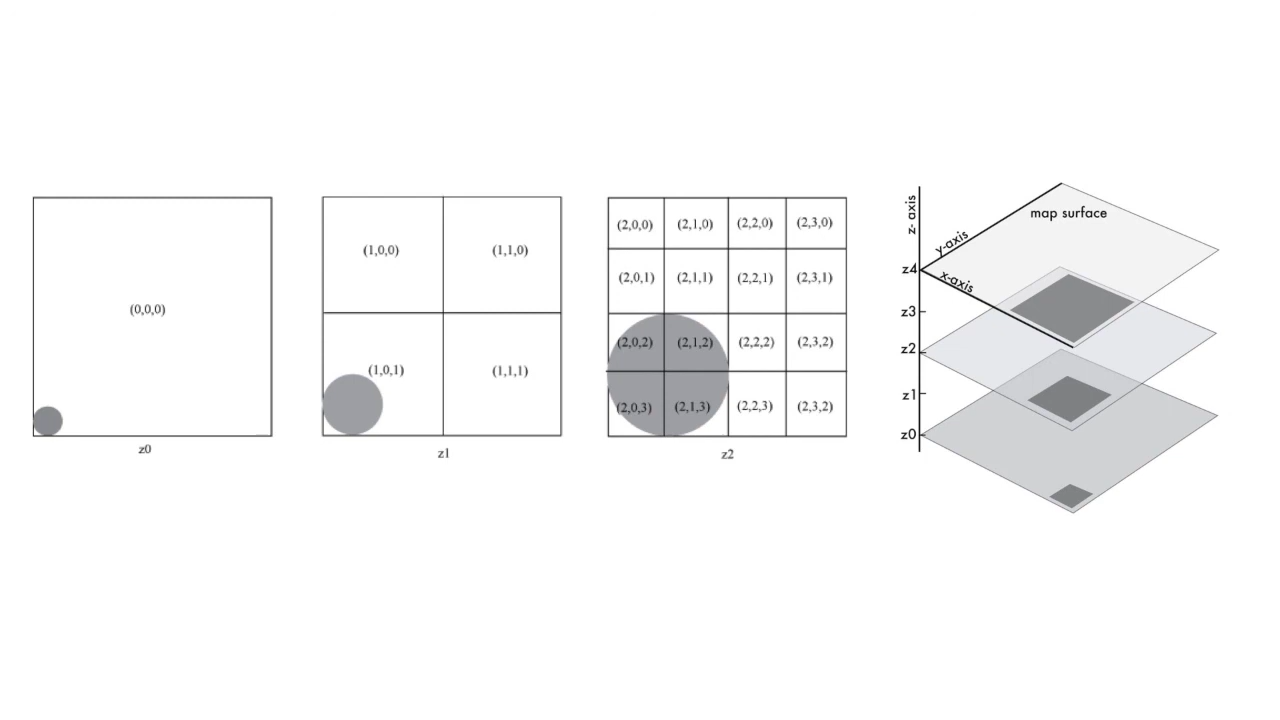 (0,0,0)
z0
(1,0,0)
(1,1,0)
(1,0,1)
(1,1,1)
z1
(2,0,0) (2,1,0) (2,2,0) (2,3,0)
(2,0,1) (2,1,1) (2,2,1) (2,3,1)
(2,0,2) (2,1,2) (2,2,2) (2,3,2)
(2,0,3) (2,1,3) (2,2,3) (2,3,2)
z2
z- axis
y-axis
x-axis
map surface
z4
z3
z2
z1
z0